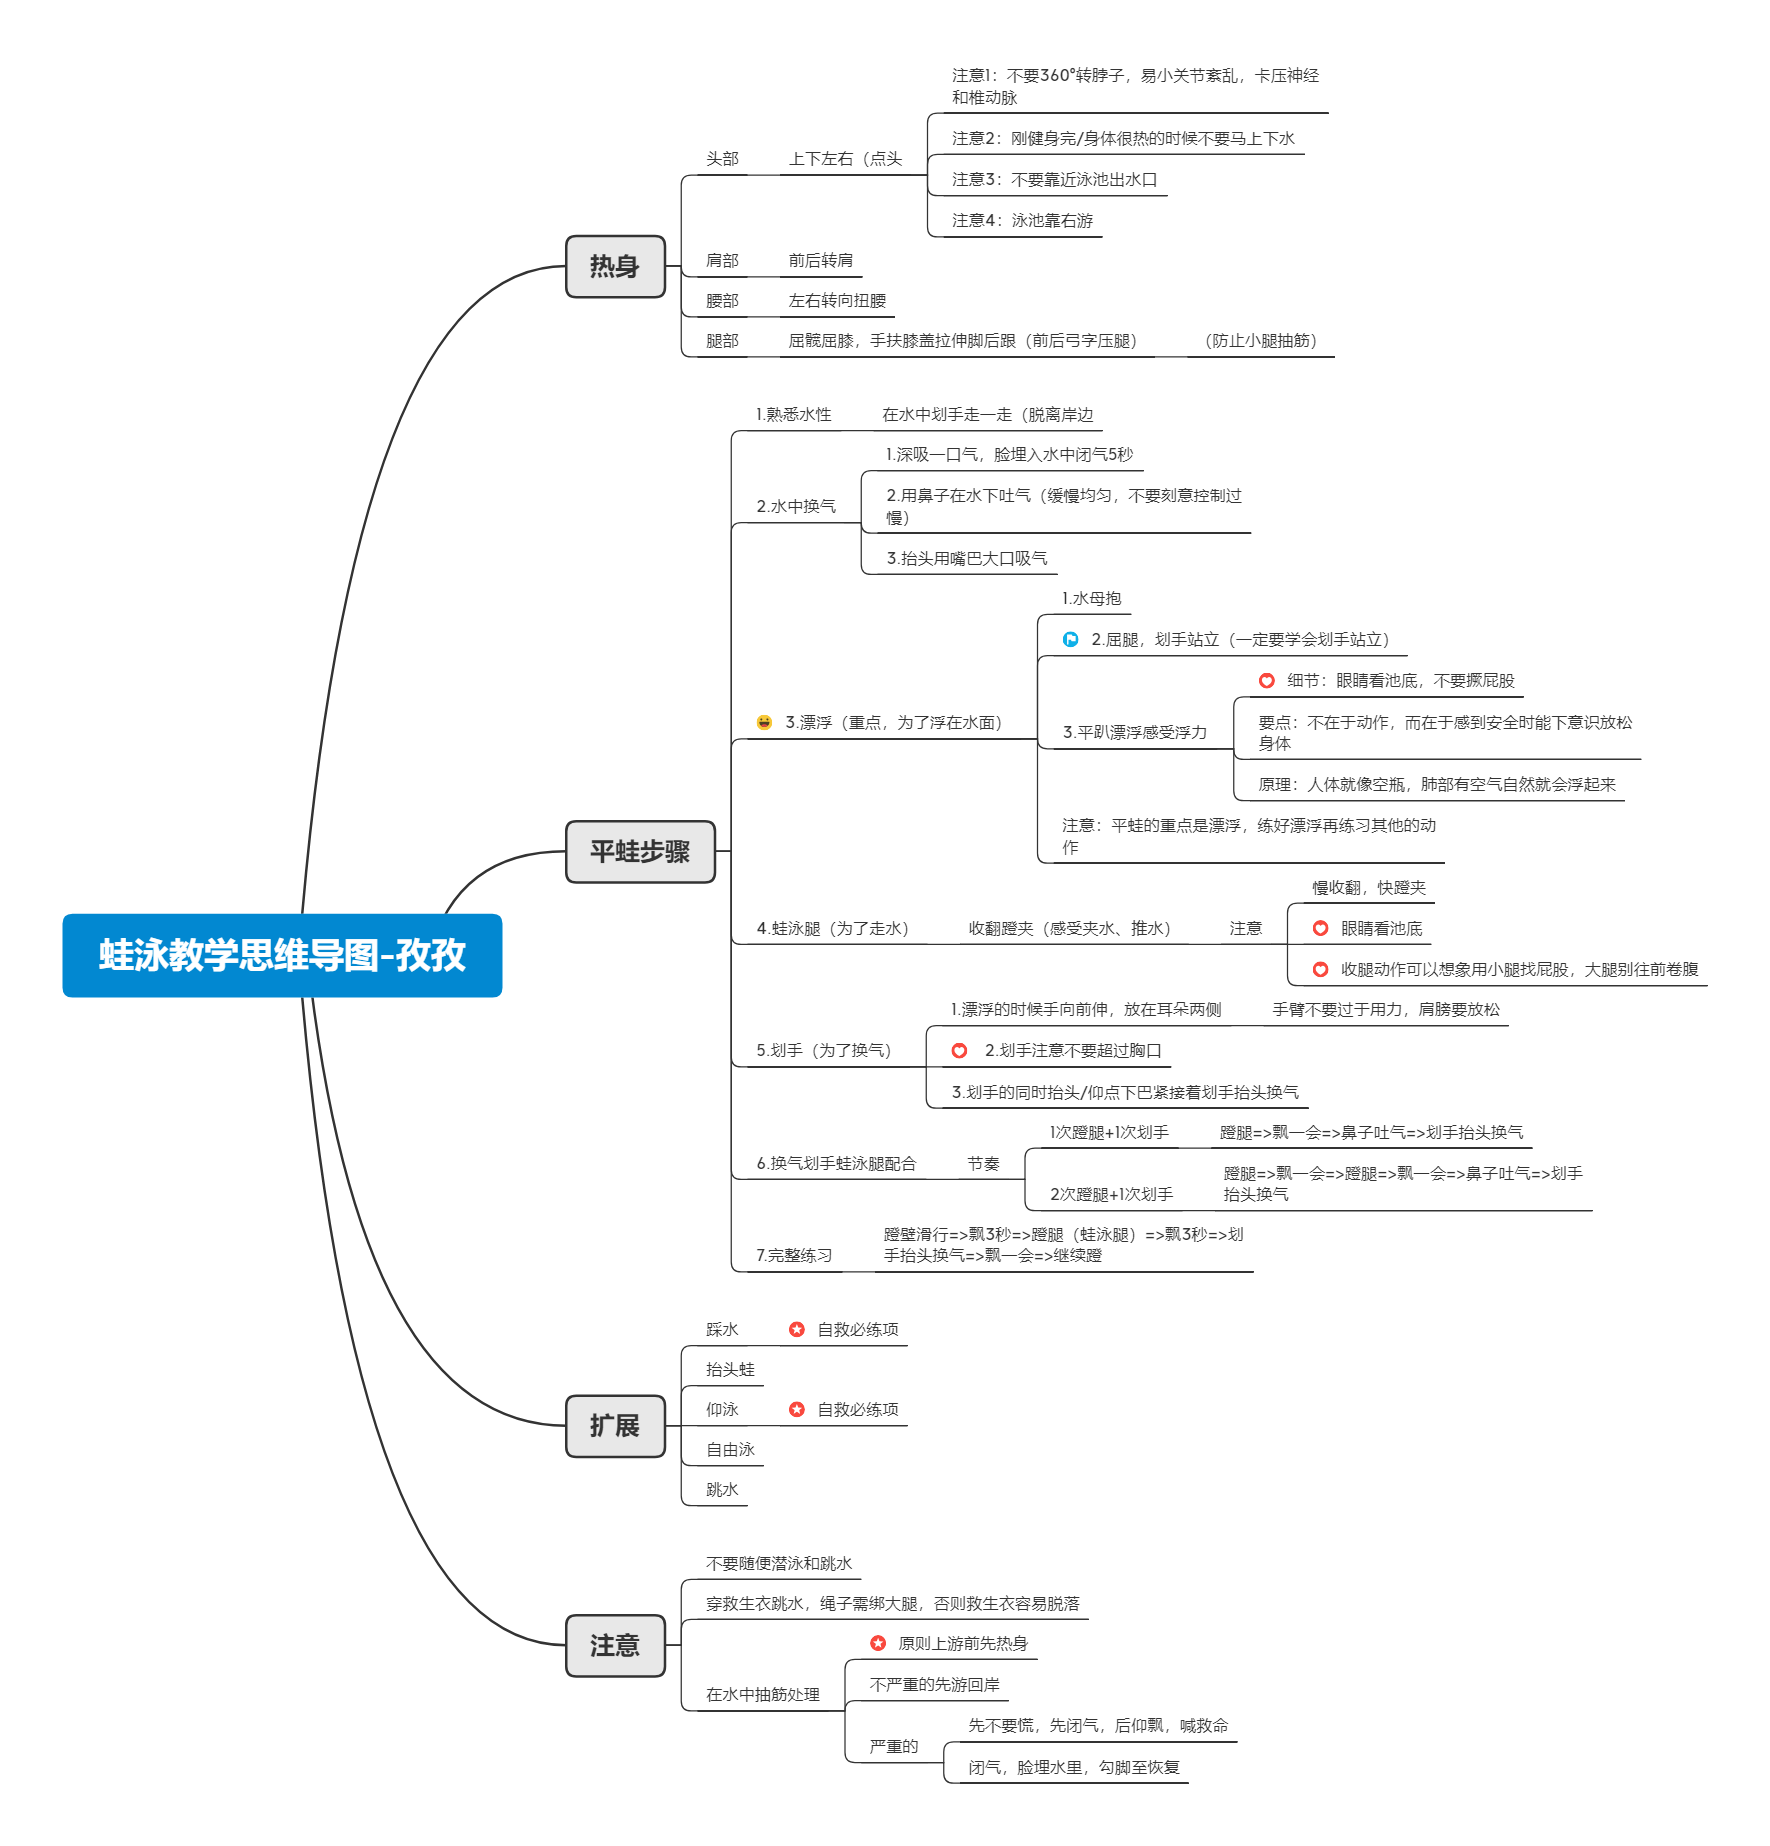 注意1：不要360°转脖子，易小关节紊乱，卡压神经
和椎动脉
注意2：刚健身完/身体很热的时候不要马上下水
头部
上下左右（点头
注意3：不要靠近泳池出水口
注意4：泳池靠右游
热身
肩部
前后转肩
腰部
左右转向扭腰
腿部
屈髋屈膝，手扶膝盖拉伸脚后跟（前后弓字压腿）
（防止小腿抽筋）
1.熟悉水性
在水中划手走一走（脱离岸边
1.深吸一口气，脸埋入水中闭气5秒
2.水中换气
2.用鼻子在水下吐气（缓慢均匀，不要刻意控制过
慢）
3.抬头用嘴巴大口吸气
1.水母抱
2.屈腿，划手站立（一定要学会划手站立）
细节：眼睛看池底，不要撅屁股
3.漂浮（重点，为了浮在水面）
3.平趴漂浮感受浮力
要点：不在于动作，而在于感到安全时能下意识放松
身体
原理：人体就像空瓶，肺部有空气自然就会浮起来
注意：平蛙的重点是漂浮，练好漂浮再练习其他的动
作
平蛙步骤
慢收翻，快蹬夹
4.蛙泳腿（为了走水）
收翻蹬夹（感受夹水、推水）
注意
眼睛看池底
收腿动作可以想象用小腿找屁股，大腿别往前卷腹
蛙泳教学思维导图-孜孜
1.漂浮的时候手向前伸，放在耳朵两侧
手臂不要过于用力，肩膀要放松
5.划手（为了换气）
2.划手注意不要超过胸口
3.划手的同时抬头/仰点下巴紧接着划手抬头换气
1次蹬腿+1次划手
蹬腿=>飘一会=>鼻子吐气=>划手抬头换气
6.换气划手蛙泳腿配合
节奏
2次蹬腿+1次划手
蹬腿=>飘一会=>蹬腿=>飘一会=>鼻子吐气=>划手
抬头换气
7.完整练习
蹬壁滑行=>飘3秒=>蹬腿（蛙泳腿）=>飘3秒=>划
手抬头换气=>飘一会=>继续蹬
踩水
自救必练项
抬头蛙
扩展
仰泳
自救必练项
自由泳
跳水
不要随便潜泳和跳水
穿救生衣跳水，绳子需绑大腿，否则救生衣容易脱落
注意
原则上游前先热身
在水中抽筋处理
不严重的先游回岸
严重的
先不要慌，先闭气，后仰飘，喊救命
闭气，脸埋水里，勾脚至恢复